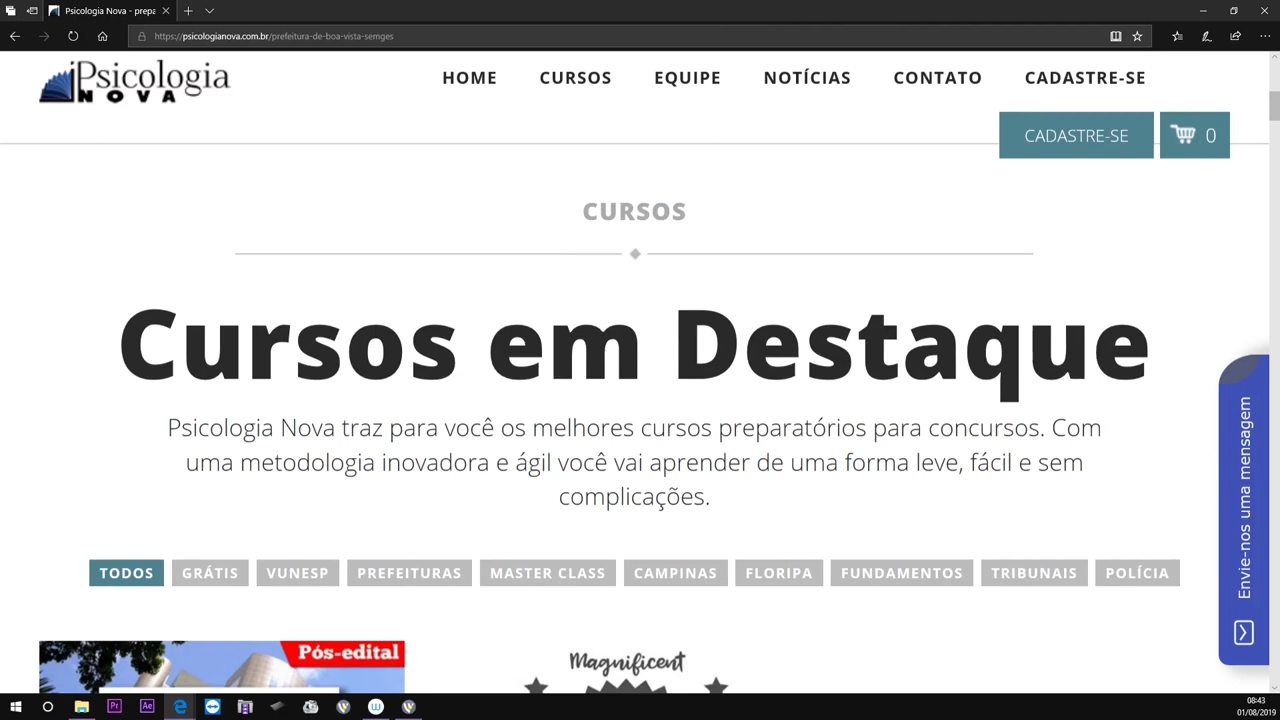 Psicologia Nova - prepa
https://psicologianova.com.br/prefeitura-de-boa-vista-semges
Psicologia
NOVA
HOME CURSOS EQUIPE NOTÍCIAS CONTATO CADASTRE-SE
CADASTRE-SE 0
CURSOS
Cursos em Destaque
Psicologia Nova traz para você os melhores cursos preparatórios para concursos. Com
uma metodologia inovadora e ágil você vai aprender de uma forma leve, fácil e sem
complicações.
Envie-nos uma mensagem
TODOS GRÁTIS VUNESP PREFEITURAS MASTER CLASS CAMPINAS FLORIPA FUNDAMENTOS TRIBUNAIS POLÍCIA
Pós-edital
Magnificent
Pr Ae
08:43
01/08/2019